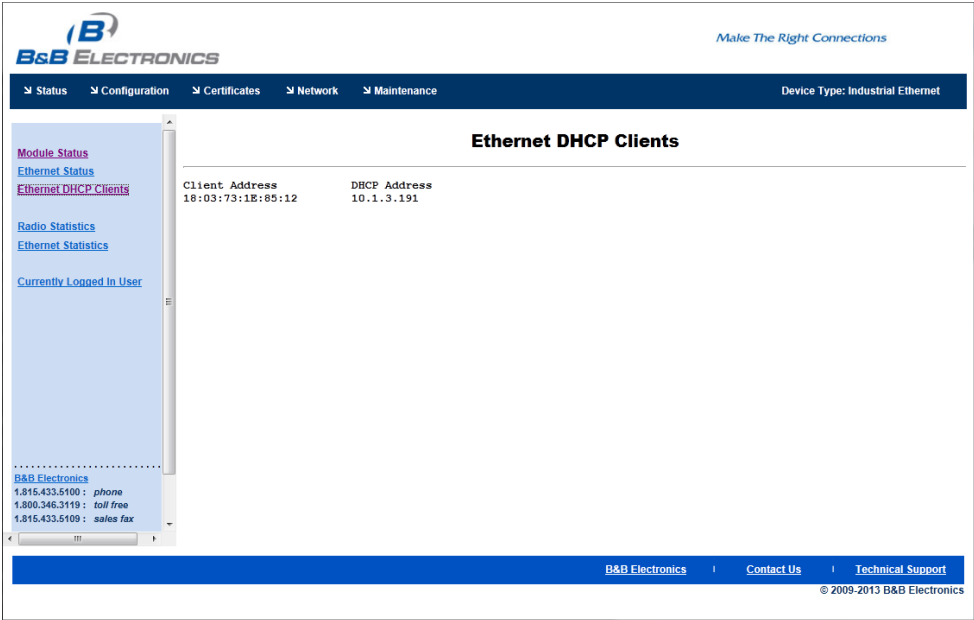 B
B&B ELECTRONICS
Make The Right Connections
Status Configuration Certificates Network Maintenance Device Type: Industrial Ethernet
Module Status
Ethernet Status
Ethernet DHCP Clients
Radio Statistics
Ethernet Statistics
Currently Logged In User
B&B Electronics
1.815.433.5100 : phone
1.800.346.3119 : toll free
1.815.433.5109 : sales fax
Ethernet DHCP Clients
Client Address DHCP Address
18:03:73:1E:85:12 10.1.3.191
B&B Electronics | Contact Us | Technical Support
© 2009-2013 B&B Electronics